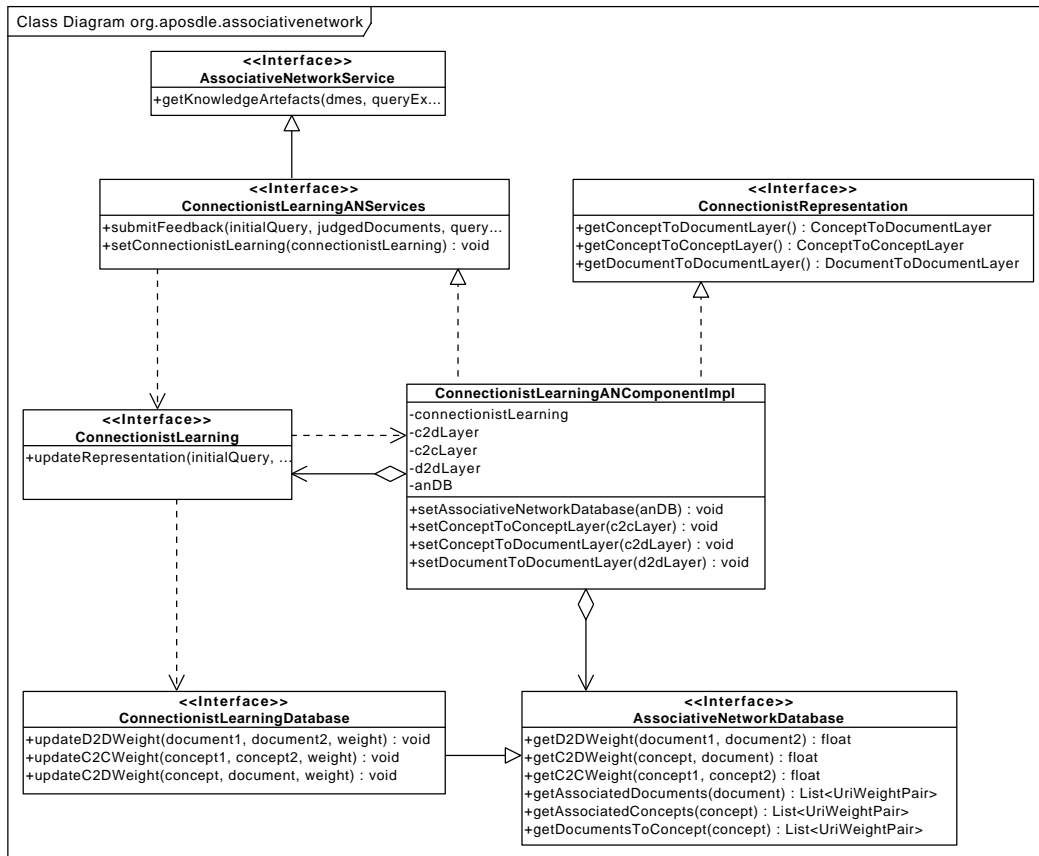 Class Diagram org.aposdle.associativenetwork
<<Interface>>
AssociativeNetworkService
+getKnowledgeArtefacts(dmes, queryEx...
<<Interface>>
ConnectionistLearningANServices
+submitFeedback(initialQuery, judgedDocuments, query...
+setConnectionistLearning(connectionistLearning) : void
<<Interface>>
ConnectionistRepresentation
+getConceptToDocumentLayer() : ConceptToDocumentLayer
+getConceptToConceptLayer() : ConceptToConceptLayer
+getDocumentToDocumentLayer() : DocumentToDocumentLayer
<<Interface>>
ConnectionistLearning
+updateRepresentation(initialQuery, ...
ConnectionistLearningANComponentImpl
-connectionistLearning
-c2dLayer
-c2cLayer
-d2dLayer
-anDB
+setAssociativeNetworkDatabase(anDB) : void
+setConceptToConceptLayer(c2cLayer) : void
+setConceptToDocumentLayer(c2dLayer) : void
+setDocumentToDocumentLayer(d2dLayer) : void
<<Interface>>
ConnectionistLearningDatabase
+updateD2DWeight(document1, document2, weight) : void
+updateC2CWeight(concept1, concept2, weight) : void
+updateC2DWeight(concept, document, weight) : void
<<Interface>>
AssociativeNetworkDatabase
+getD2DWeight(document1, document2) : float
+getC2DWeight(concept, document) : float
+getC2CWeight(concept1, concept2) : float
+getAssociatedDocuments(document) : List<UriWeightPair>
+getAssociatedConcepts(concept) : List<UriWeightPair>
+getDocumentsToConcept(concept) : List<UriWeightPair>